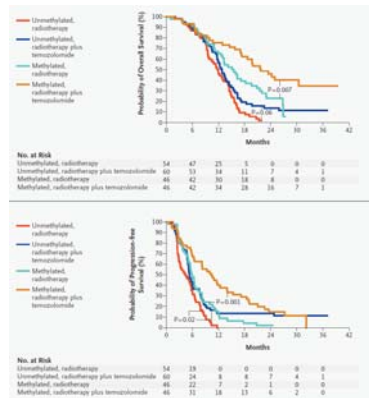 Unmethylated,
radiotherapy
Unmethylated,
radiotherapy plus
temozolomide
Methylated,
radiotherapy
Methylated,
radiotherapy plus
temozolomide
Probability of Overall Survival (%)
100
90
80
70
60
50
40
30
20
10
0
P=0.007
P=0.06
0 6 12 18 24 30 36 42
Months
No. at Risk
Unmethylated, radiotherapy 54 47 25 5 0 0 0
Unmethylated, radiotherapy plus temozolomide 60 53 34 11 7 4 1
Methylated, radiotherapy 46 42 30 18 8 0 0
Methylated, radiotherapy plus temozolomide 46 42 34 28 16 7 1
Unmethylated,
radiotherapy
Unmethylated,
radiotherapy plus
temozolomide
Methylated,
radiotherapy
Methylated,
radiotherapy plus
temozolomide
Probability of Progression-free
Survival (%)
100
90
80
70
60
50
40
30
20
10
0
P=0.001
P=0.02
0 6 12 18 24 30 36 42
Months
No. at Risk
Unmethylated, radiotherapy 54 19 0 0 0 0 0
Unmethylated, radiotherapy plus temozolomide 60 24 8 8 7 4 1
Methylated, radiotherapy 46 22 7 2 1 0 0
Methylated, radiotherapy plus temozolomide 46 31 18 13 6 2 0